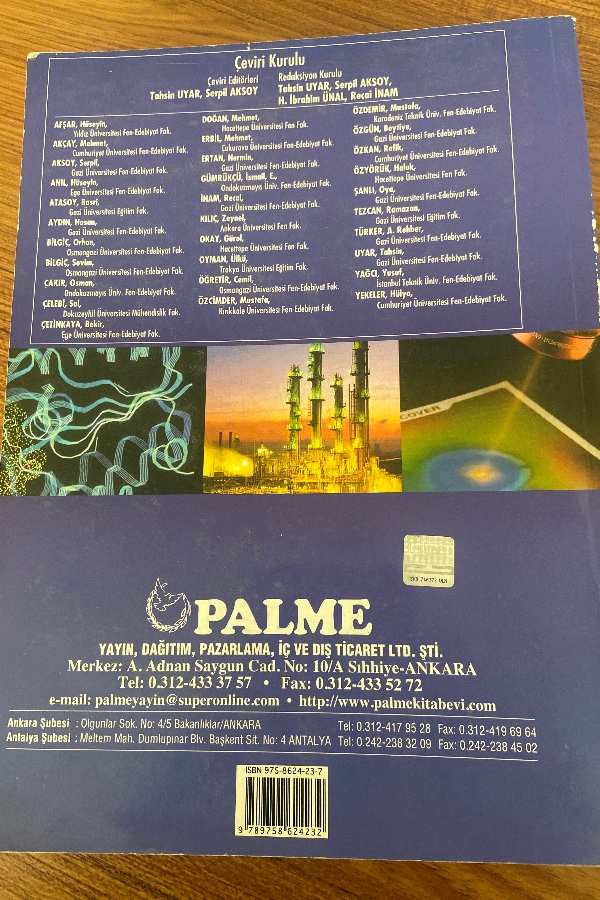 Çeviri Kurulu
Çeviri Editörleri
Tahsin UYAR, Serpil AKSOY
Redaksiyon Kurulu
Tahsin UYAR, Serpil AKSOY,
H. İbrahim ÜNAL, Recai İNAM
AFŞAR, Hüseyin,
Yıldız Üniversitesi Fen-Edebiyat Fak.
AKÇAY, Mehmet,
Cumhuriyet Üniversitesi Fen-Edebiyat Fak.
AKSOY, Serpil,
Gazi Üniversitesi Fen-Edebiyat Fak.
ANIL, Hüseyin,
Ege Üniversitesi Fen-Edebiyat Fak.
ATASOY, Basri,
Gazi Üniversitesi Eğitim Fak.
AYDIN, Hasan,
Gazi Üniversitesi Fen-Edebiyat Fak.
BİLGİÇ, Orhan,
Osmangazi Üniversitesi Fen-Edebiyat Fak.
BİLGİÇ, Sevim,
Osmangazi Üniversitesi Fen-Edebiyat Fak.
ÇAKIR, Osman,
Ondokuzmayıs Üniv. Fen-Edebiyat Fak.
ÇELEBİ, Sol,
Dokuzeylül Üniversitesi Mühendislik Fak.
ÇETİNKAYA, Bekir,
Ege Üniversitesi Fen-Edebiyat Fak.
DOĞAN, Mehmet,
Hacettepe Üniversitesi Fen Fak.
ERBİL, Mehmet,
Çukurova Üniversitesi Fen-Edebiyat Fak.
ERTAN, Nermin,
Gazi Üniversitesi Fen-Edebiyat Fak.
GÜMRÜKÇÜ, İsmail, E.,
Ondokuzmayıs Üniv. Fen-Edebiyat Fak.
İNAM, Recai,
Gazi Üniversitesi Fen-Edebiyat Fak.
KILIÇ, Zeynel,
Ankara Üniversitesi Fen Fak.
OKAY, Gürol,
Hacettepe Üniversitesi Fen Fak.
OYMAN, Ülkü,
Trakya Üniversitesi Eğitim Fak.
ÖĞRETİR, Cemil,
Osmangazi Üniversitesi Fen-Edebiyat Fak.
ÖZCİMDER, Mustafa,
Kırıkkale Üniversitesi Fen-Edebiyat Fak.
ÖZDEMİR, Mustafa,
Karadeniz Teknik Üniv. Fen-Edebiyat Fak.
ÖZGÜN, Beytiye,
Gazi Üniversitesi Fen-Edebiyat Fak.
ÖZKAN, Refik,
Cumhuriyet Üniversitesi Fen-Edebiyat Fak.
ÖZYÖRÜK, Haluk,
Hacettepe Üniversitesi Fen Fak.
ŞANLI, Oya,
Gazi Üniversitesi Fen-Edebiyat Fak.
TEZCAN, Ramazan,
Gazi Üniversitesi Eğitim Fak.
TÜRKER, A. Rehber,
Gazi Üniversitesi Fen-Edebiyat Fak.
UYAR, Tahsin,
Gazi Üniversitesi Fen-Edebiyat Fak.
YAĞCI, Yusuf,
İstanbul Teknik Üniv. Fen-Edebiyat Fak.
YEKELER, Hülya,
Cumhuriyet Üniversitesi Fen-Edebiyat Fak.
COVER
PALME
YAYIN, DAĞITIM, PAZARLAMA, İÇ VE DIŞ TİCARET LTD. ŞTİ.
Merkez: A. Adnan Saygun Cad. No: 10/A Sıhhiye-ANKARA
Tel: 0.312-433 37 57 • Fax: 0.312-433 52 72
e-mail: palmeyayin@superonline.com • http://www.palmekitabevi.com
Ankara Şubesi : Olgunlar Sok. No: 4/5 Bakanlıklar/ANKARA Tel: 0.312-417 95 28 Fax: 0.312-419 69 64
Antalya Şubesi : Meltem Mah. Dumlupınar Blv. Başkent Sit. No: 4 ANTALYA Tel: 0.242-238 32 09 Fax: 0.242-238 45 02
ISBN 975-8624-23-7
9 789758 624232